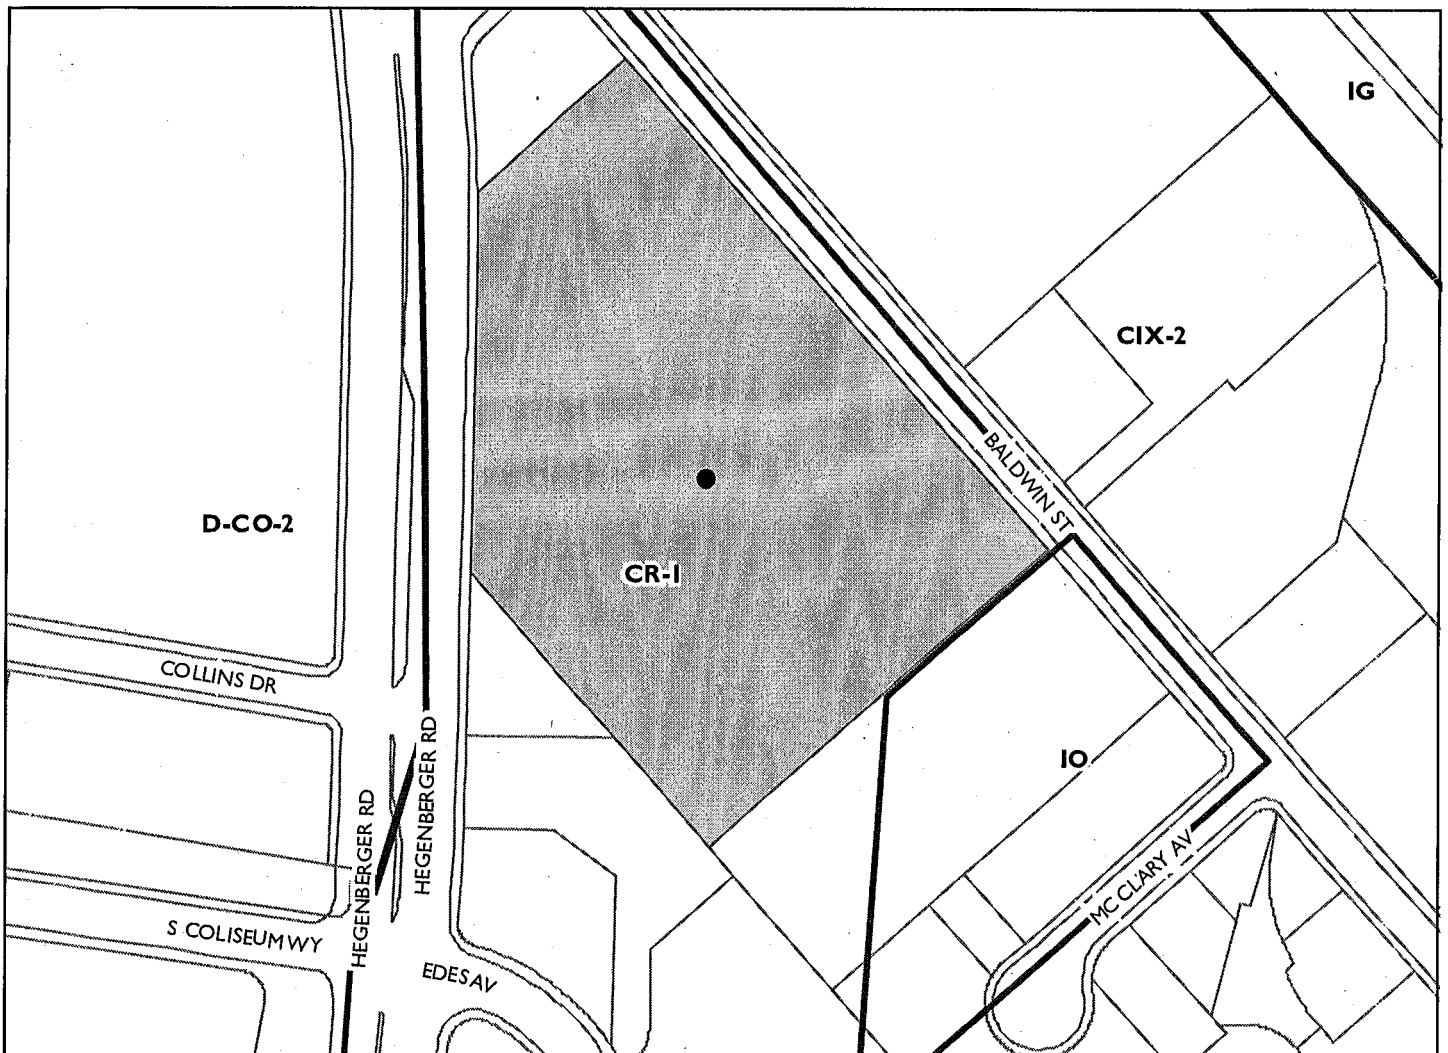 IG
CIX-2
BALDWIN ST
D-CO-2
CR-1
COLLINS DR
HEGENBERGER RD
IO
HEGENBERGER RD
MC CLARY AV
S COLISEUM WY
EDES AV